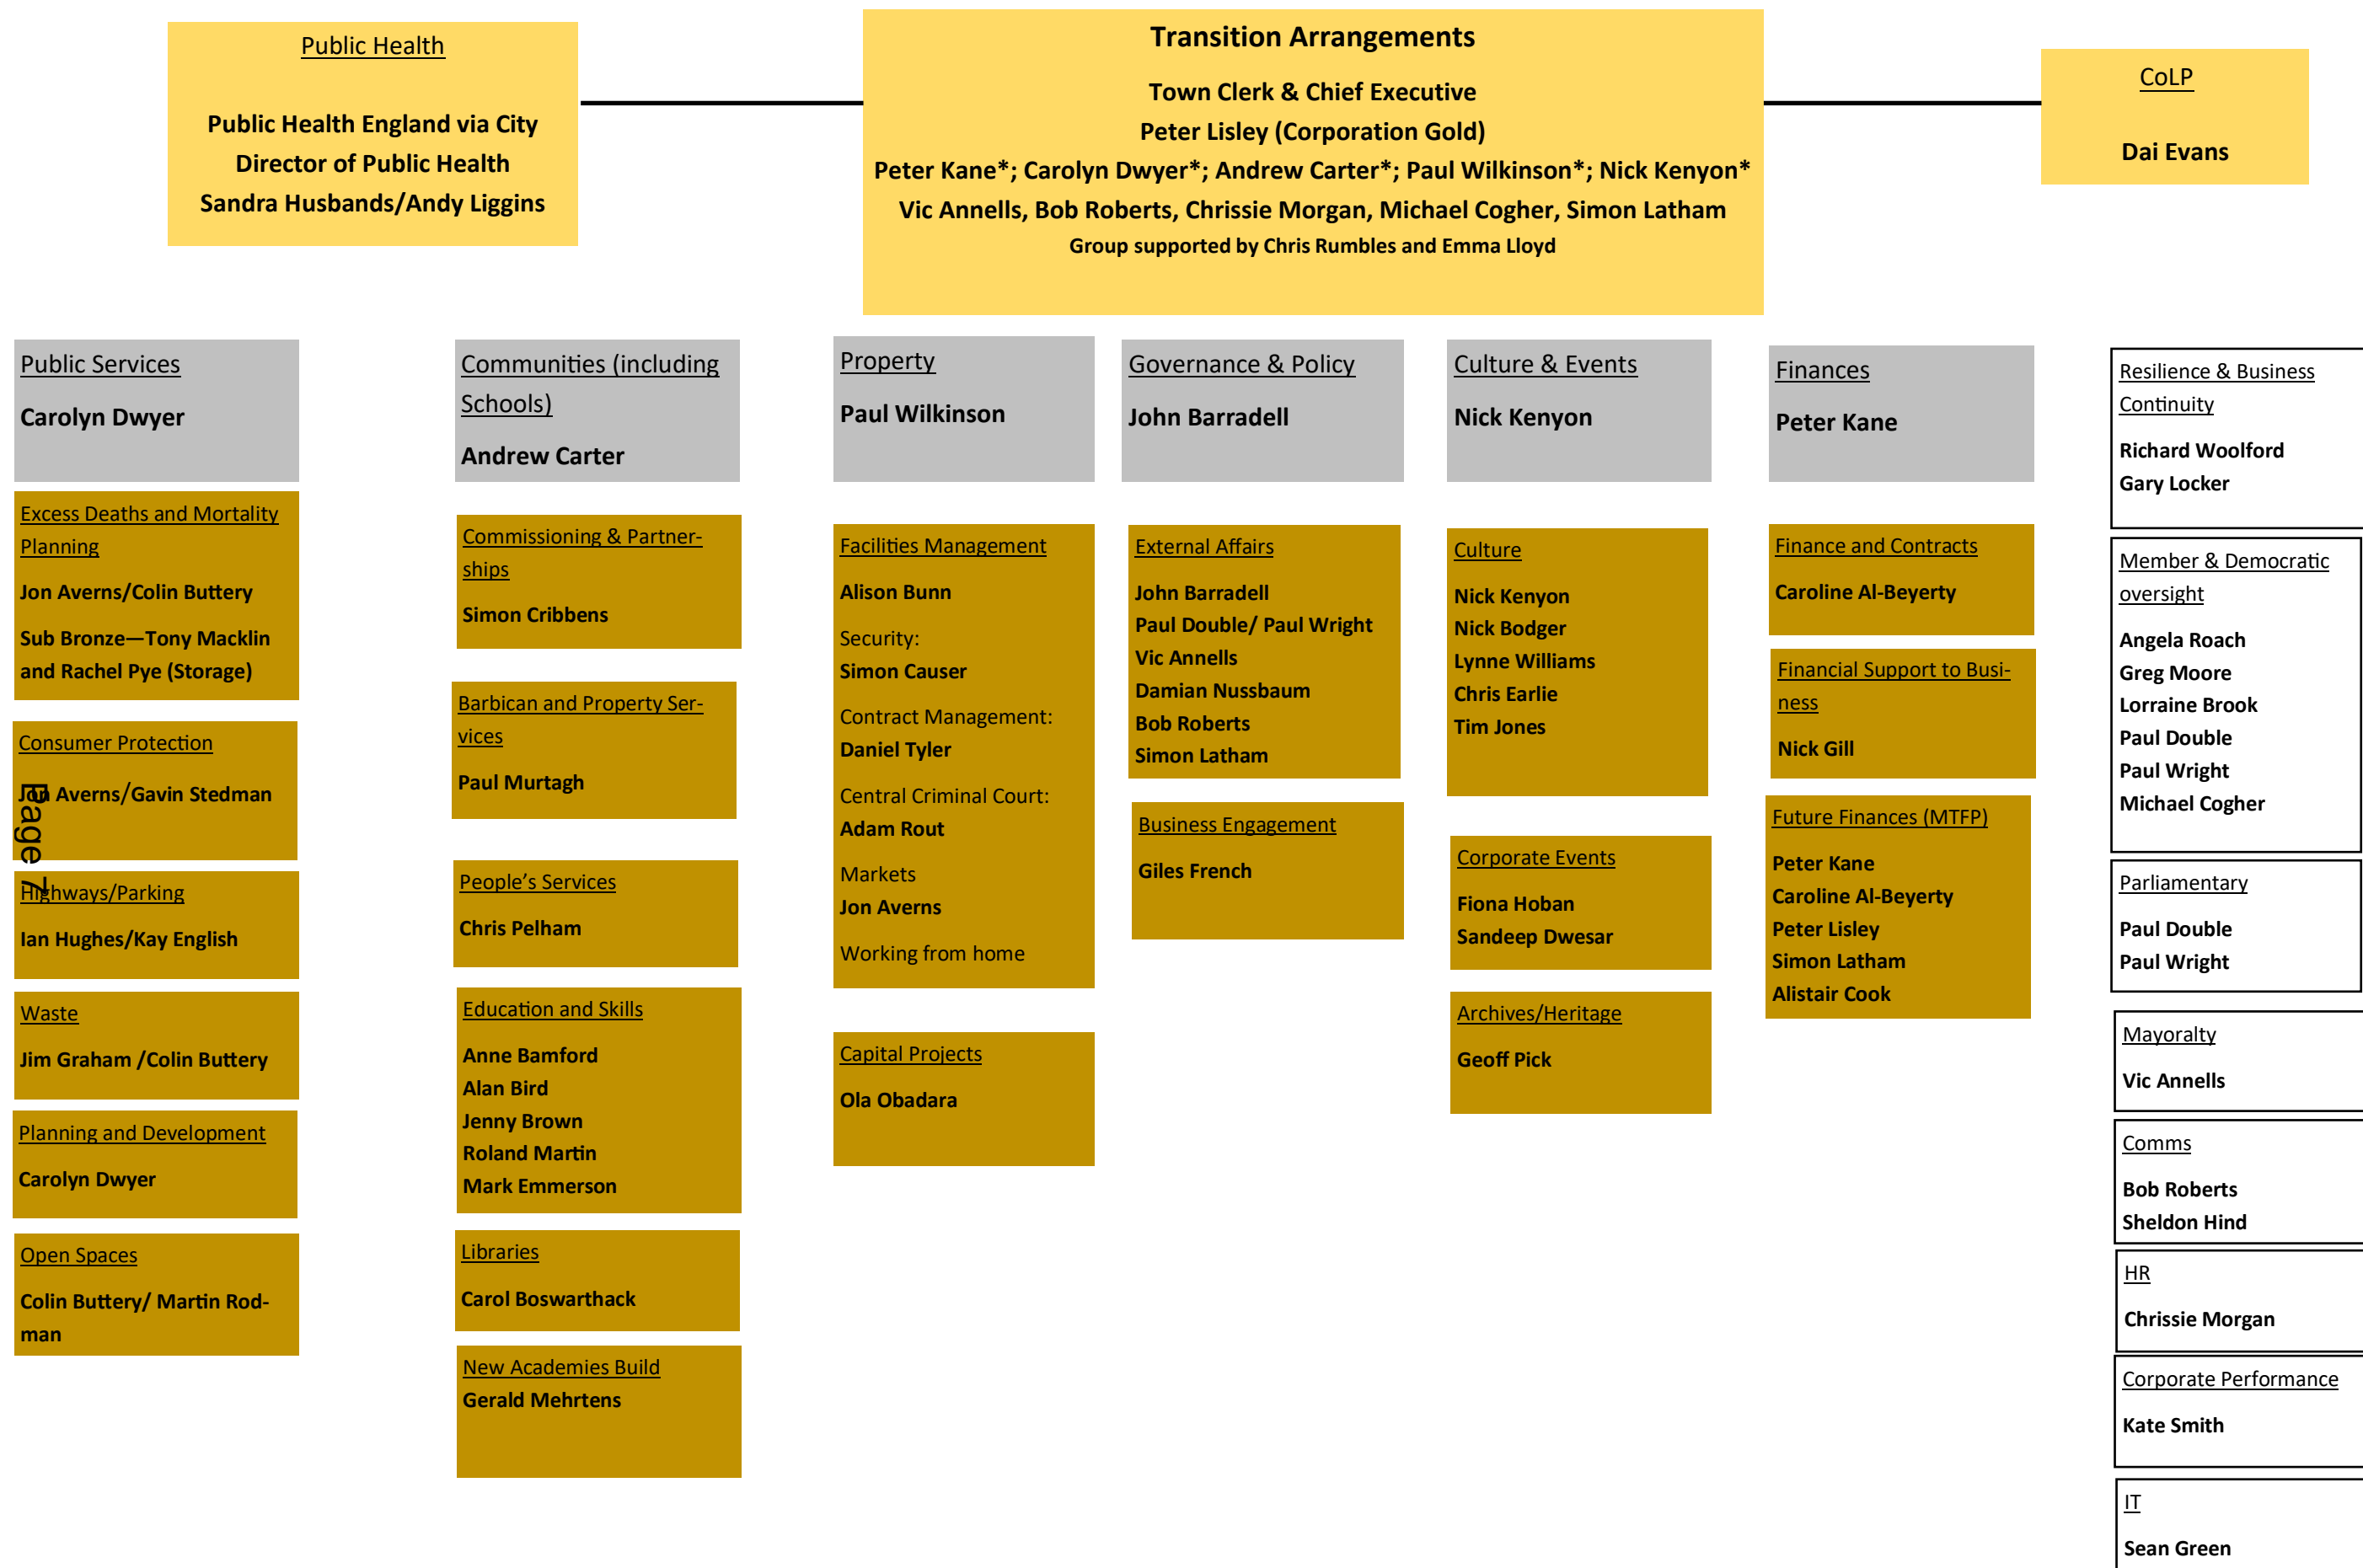 Public Health
Public Health England via City
Director of Public Health
Sandra Husbands/Andy Liggins
Transition Arrangements
Town Clerk & Chief Executive
Peter Lisley (Corporation Gold)
Peter Kane*; Carolyn Dwyer*; Andrew Carter*; Paul Wilkinson*; Nick Kenyon*
Vic Annells, Bob Roberts, Chrissie Morgan, Michael Cogher, Simon Latham
Group supported by Chris Rumbles and Emma Lloyd
CoLP
Dai Evans
Public Services
Carolyn Dwyer
Excess Deaths and Mortality
Planning
Jon Averns/Colin Buttery
Sub Bronze—Tony Macklin
and Rachel Pye (Storage)
Consumer Protection
Jon Averns/Gavin Stedman
Page 7
Highways/Parking
Ian Hughes/Kay English
Waste
Jim Graham /Colin Buttery
Planning and Development
Carolyn Dwyer
Open Spaces
Colin Buttery/ Martin Rod-
man
Communities (including
Schools)
Andrew Carter
Commissioning & Partner-
ships
Simon Cribbens
Barbican and Property Ser-
vices
Paul Murtagh
People’s Services
Chris Pelham
Education and Skills
Anne Bamford
Alan Bird
Jenny Brown
Roland Martin
Mark Emmerson
Libraries
Carol Boswarthack
New Academies Build
Gerald Mehrtens
Property
Paul Wilkinson
Facilities Management
Alison Bunn
Security:
Simon Causer
Contract Management:
Daniel Tyler
Central Criminal Court:
Adam Rout
Markets
Jon Averns
Working from home
Capital Projects
Ola Obadara
Governance & Policy
John Barradell
External Affairs
John Barradell
Paul Double/ Paul Wright
Vic Annells
Damian Nussbaum
Bob Roberts
Simon Latham
Business Engagement
Giles French
Culture & Events
Nick Kenyon
Culture
Nick Kenyon
Nick Bodger
Lynne Williams
Chris Earlie
Tim Jones
Corporate Events
Fiona Hoban
Sandeep Dwesar
Archives/Heritage
Geoff Pick
Finances
Peter Kane
Finance and Contracts
Caroline Al-Beyerty
Financial Support to Busi-
ness
Nick Gill
Future Finances (MTFP)
Peter Kane
Caroline Al-Beyerty
Peter Lisley
Simon Latham
Alistair Cook
Resilience & Business
Continuity
Richard Woolford
Gary Locker
Member & Democratic
oversight
Angela Roach
Greg Moore
Lorraine Brook
Paul Double
Paul Wright
Michael Cogher
Parliamentary
Paul Double
Paul Wright
Mayoralty
Vic Annells
Comms
Bob Roberts
Sheldon Hind
HR
Chrissie Morgan
Corporate Performance
Kate Smith
IT
Sean Green